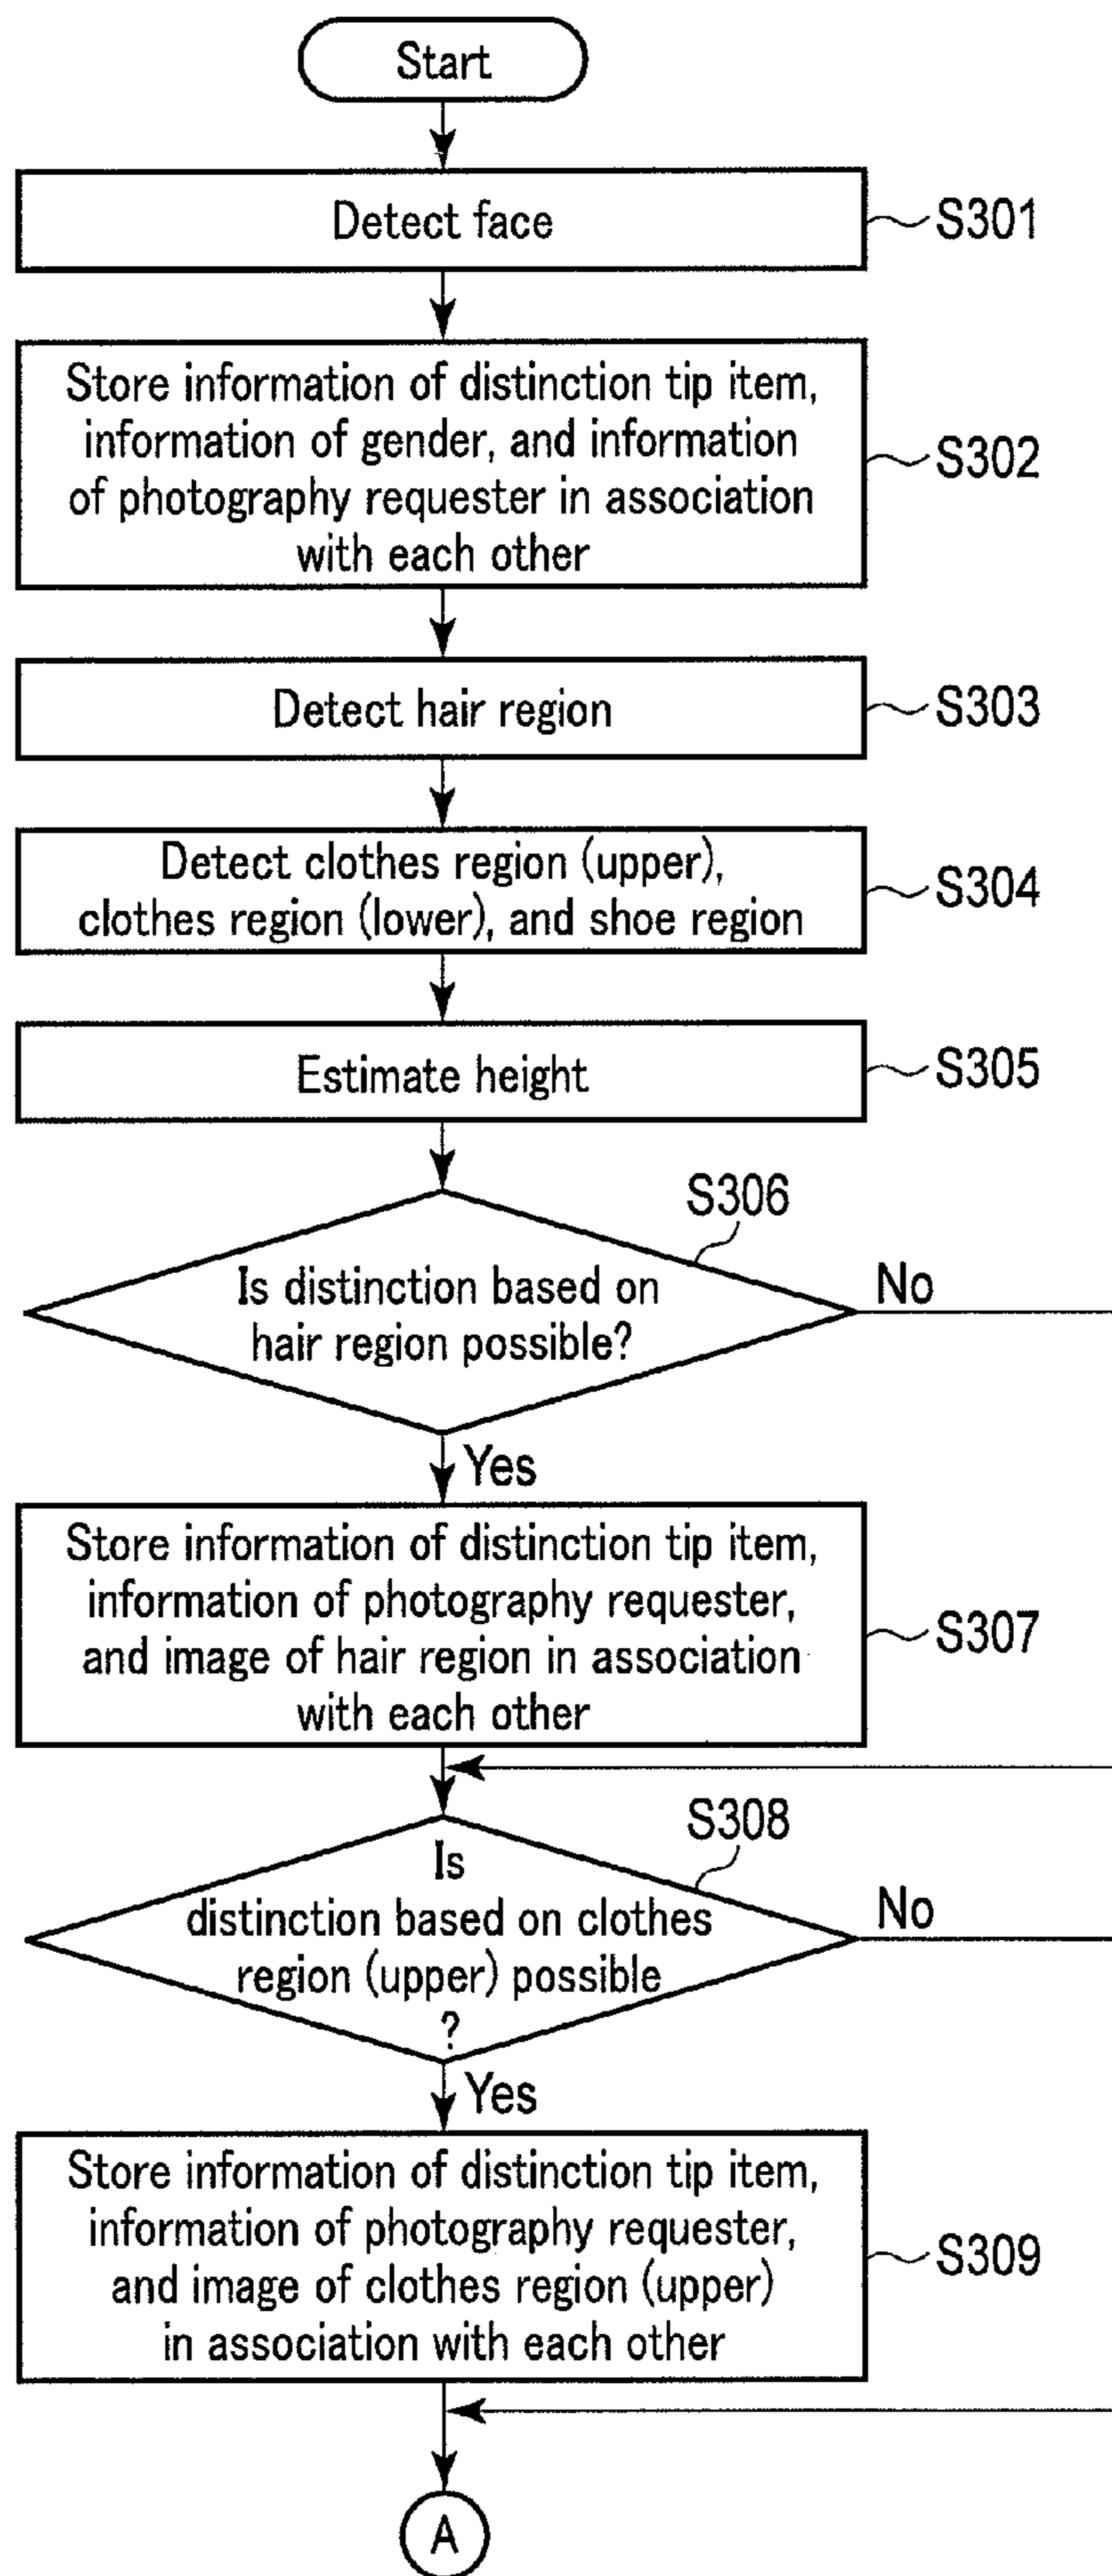 Start
Detect face
S301
Store information of distinction tip item,
information of gender, and information
of photography requester in association
with each other
S302
Detect hair region
S303
Detect clothes region (upper),
clothes region (lower), and shoe region
S304
Estimate height
S305
S306
Is distinction based on
hair region possible?
No
Yes
Store information of distinction tip item,
information of photography requester,
and image of hair region in association
with each other
S307
S308
Is
distinction based on clothes
region (upper) possible
?
No
Yes
Store information of distinction tip item,
information of photography requester,
and image of clothes region (upper)
in association with each other
S309
A